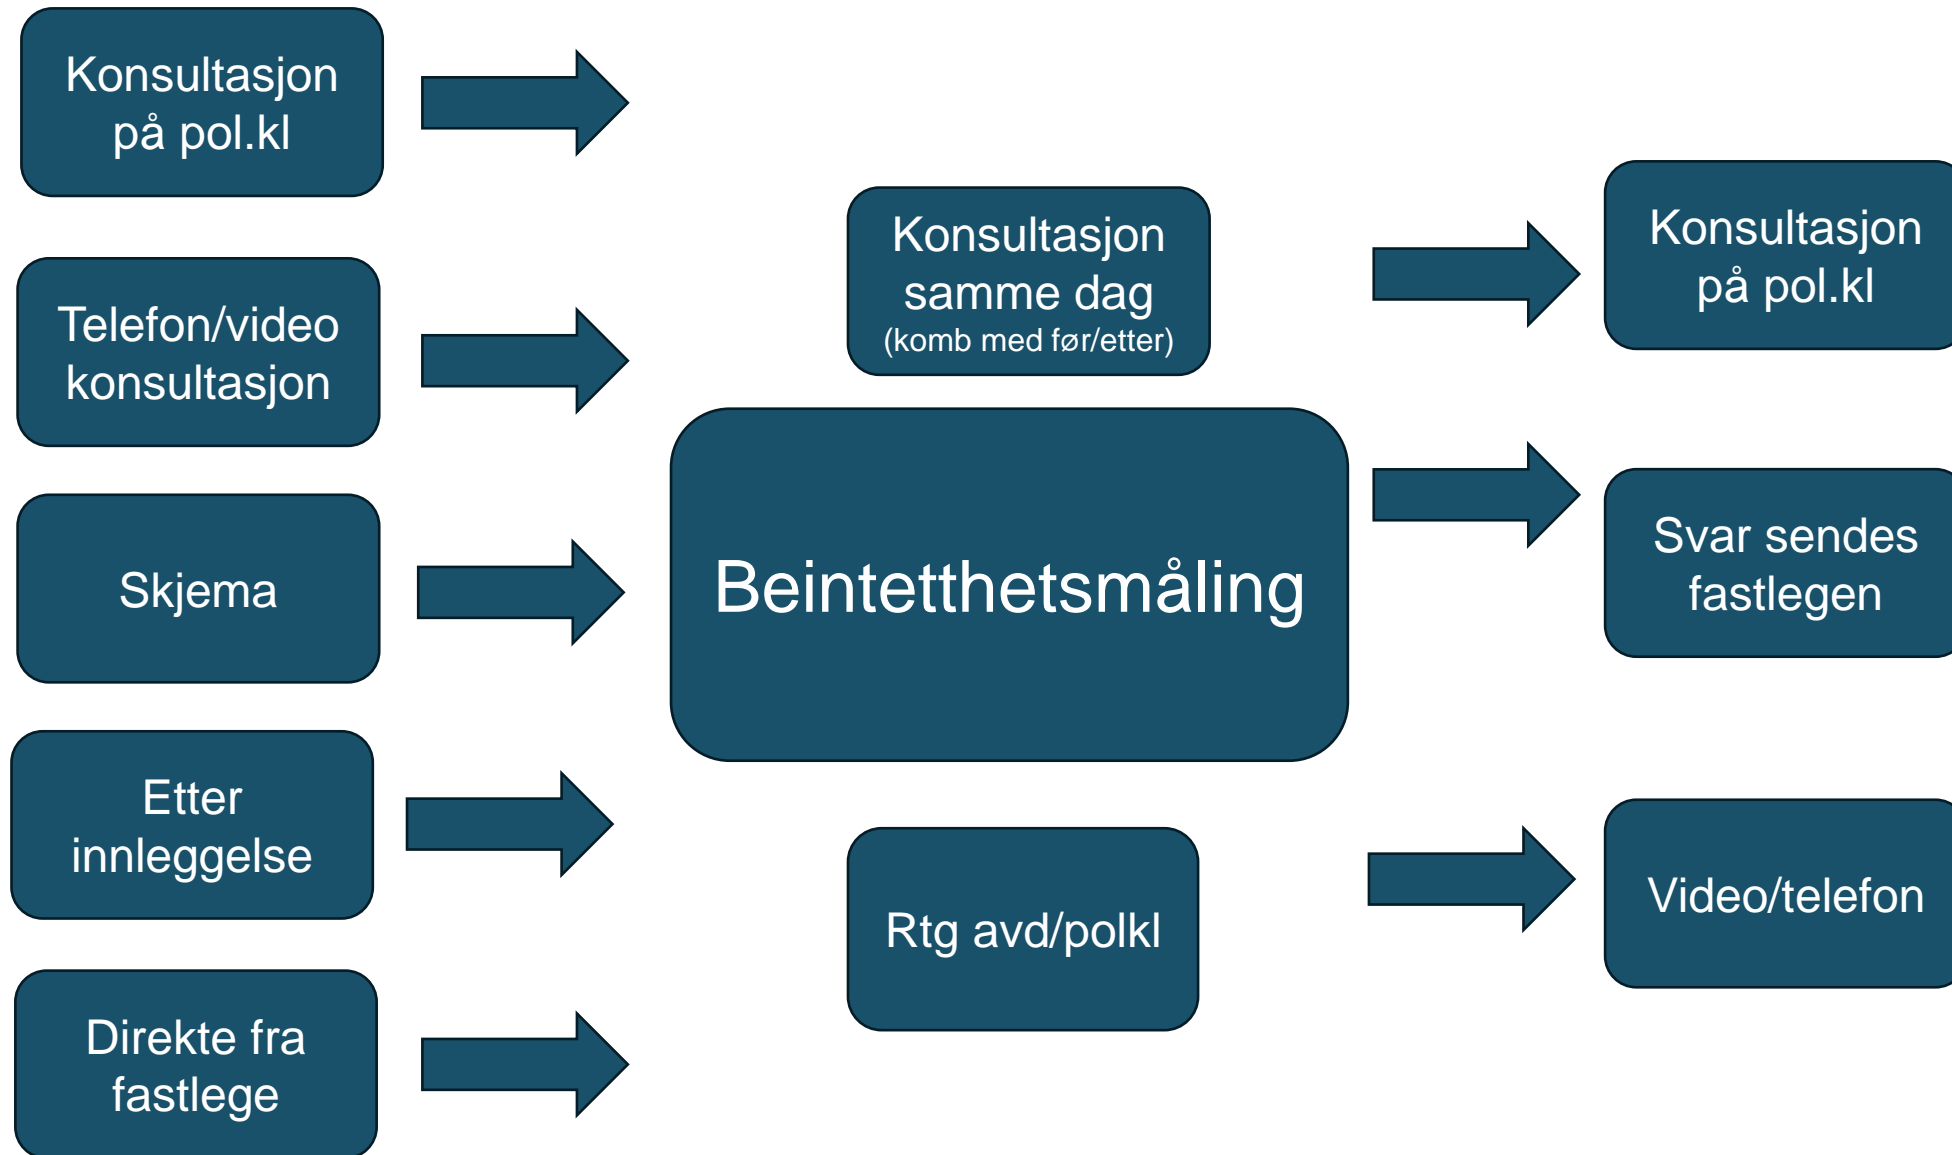 Konsultasjon
på pol.kl
Telefon/video
konsultasjon
Skjema
Etter
innleggelse
Direkte fra
fastlege
Konsultasjon
samme dag
(komb med før/etter)
Beintetthetsmåling
Rtg avd/polkl
Konsultasjon
på pol.kl
Svar sendes
fastlegen
Video/telefon